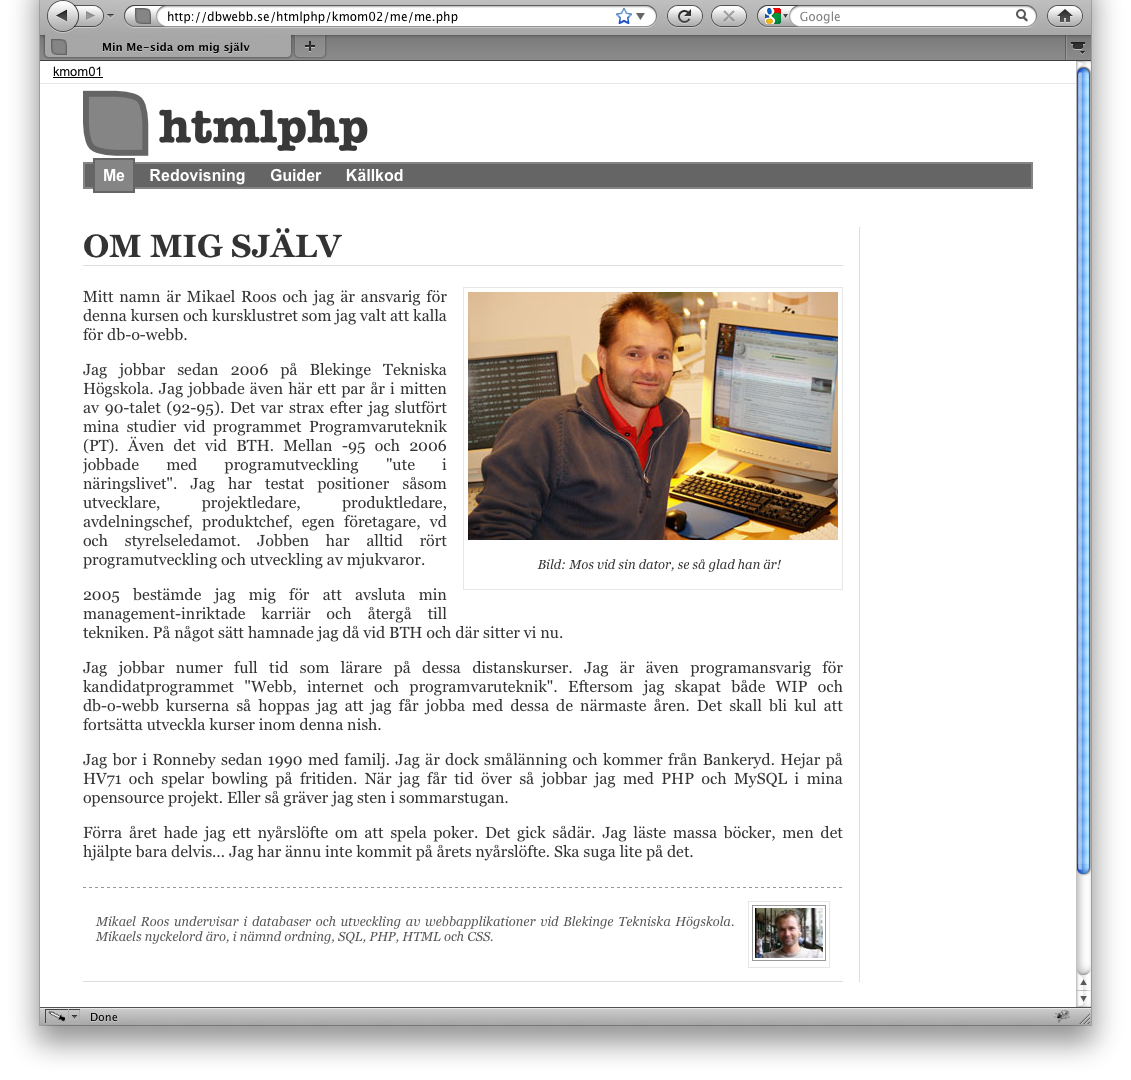 http://dbwebb.se/htmlphp/kmom02/me/me.php
Google
Min Me-sida om mig själv
kmom01
htmlphp
Me Redovisning Guider Källkod
OM MIG SJÄLV
Mitt namn är Mikael Roos och jag är ansvarig för
denna kursen och kursklustret som jag valt att kalla
för db-o-webb.
Jag jobbar sedan 2006 på Blekinge Tekniska
Högskola. Jag jobbade även här ett par år i mitten
av 90-talet (92-95). Det var strax efter jag slutfört
mina studier vid programmet Programvaruteknik
(PT). Även det vid BTH. Mellan -95 och 2006
jobbade med programutveckling "ute i
näringslivet". Jag har testat positioner såsom
utvecklare, projektledare, produktledare,
avdelningschef, produktchef, egen företagare, vd
och styrelseledamot. Jobben har alltid rört
programutveckling och utveckling av mjukvaror.
Bild: Mos vid sin dator, se så glad han är!
2005 bestämde jag mig för att avsluta min
management-inriktade karriär och återgå till
tekniken. På något sätt hamnade jag då vid BTH och där sitter vi nu.
Jag jobbar numer full tid som lärare på dessa distanskurser. Jag är även programansvarig för
kandidatprogrammet "Webb, internet och programvaruteknik". Eftersom jag skapat både WIP och
db-o-webb kurserna så hoppas jag att jag får jobba med dessa de närmaste åren. Det skall bli kul att
fortsätta utveckla kurser inom denna nish.
Jag bor i Ronneby sedan 1990 med familj. Jag är dock smålänning och kommer från Bankeryd. Hejar på
HV71 och spelar bowling på fritiden. När jag får tid över så jobbar jag med PHP och MySQL i mina
opensource projekt. Eller så gräver jag sten i sommarstugan.
Förra året hade jag ett nyårslöfte om att spela poker. Det gick sådär. Jag läste massa böcker, men det
hjälpte bara delvis... Jag har ännu inte kommit på årets nyårslöfte. Ska suga lite på det.
Mikael Roos undervisar i databaser och utveckling av webbapplikationer vid Blekinge Tekniska Högskola.
Mikaels nyckelord äro, i nämnd ordning, SQL, PHP, HTML och CSS.
Done